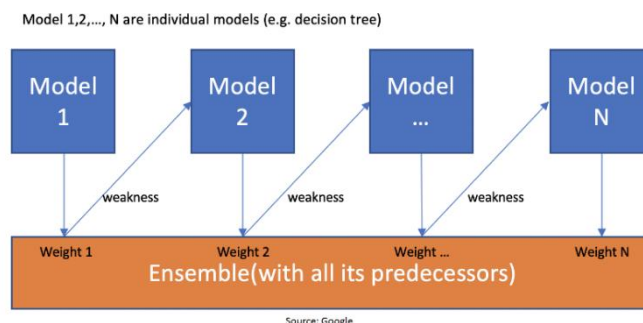 Model 1,2,..., N are individual models (e.g. decision tree)
Model
1
Model
2
Model
...
Model
N
weakness
weakness
weakness
Weight 1
Weight 2
Weight ...
Weight N
Ensemble(with all its predecessors)
Source: Google